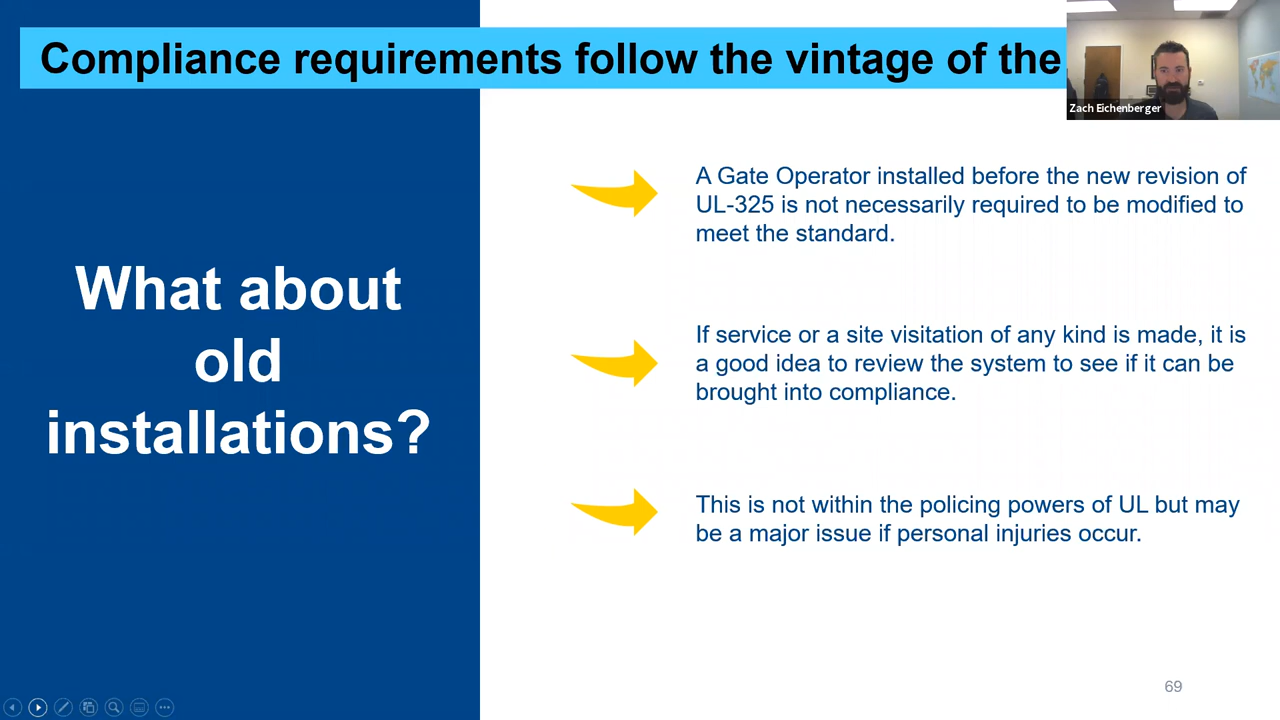 Compliance requirements follow the vintage of the
Zach Eichenberger
What about
old
installations?
A Gate Operator installed before the new revision of
UL-325 is not necessarily required to be modified to
meet the standard.
If service or a site visitation of any kind is made, it is
a good idea to review the system to see if it can be
brought into compliance.
This is not within the policing powers of UL but may
be a major issue if personal injuries occur.
69